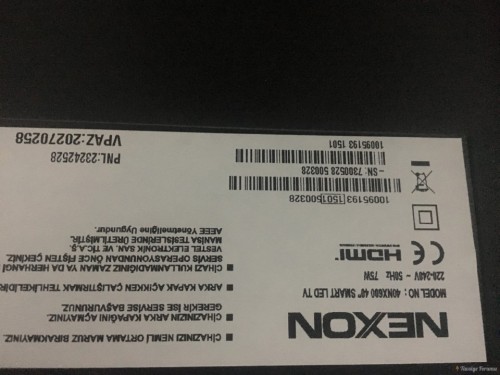 NEXON
MODEL NO : 40NX600 40" SMART LED TV
220-240V~ 50Hz 75W
HDMI CE
10095193 1501 500328
SN: 7300528 500328
10095193 1501
■ CİHAZINIZI NEMLİ ORTAMA MARUZ BIRAKMAYINIZ.
■ CİHAZINIZIN ARKA KAPAĞINI AÇMAYINIZ.
GEREKİR İSE SERVİSE BAŞVURUNUZ.
■ ARKA KAPAK AÇIKKEN ÇALIŞTIRMAK TEHLİKELİDİR
■ CİHAZI KULLANMADIĞINIZ ZAMAN YA DA HERHANGİ
SERVİS OPERASYONUNDAN ÖNCE FİŞTEN ÇEKİNİZ.
VESTEL ELEKTRONİK SAN. VE TİC.A.Ş.
MANİSA TESİSLERİNDE ÜRETİLMİŞTİR.
AEEE Yönetmeliğine Uygundur.
PNL:23242528
VPAZ:20270258